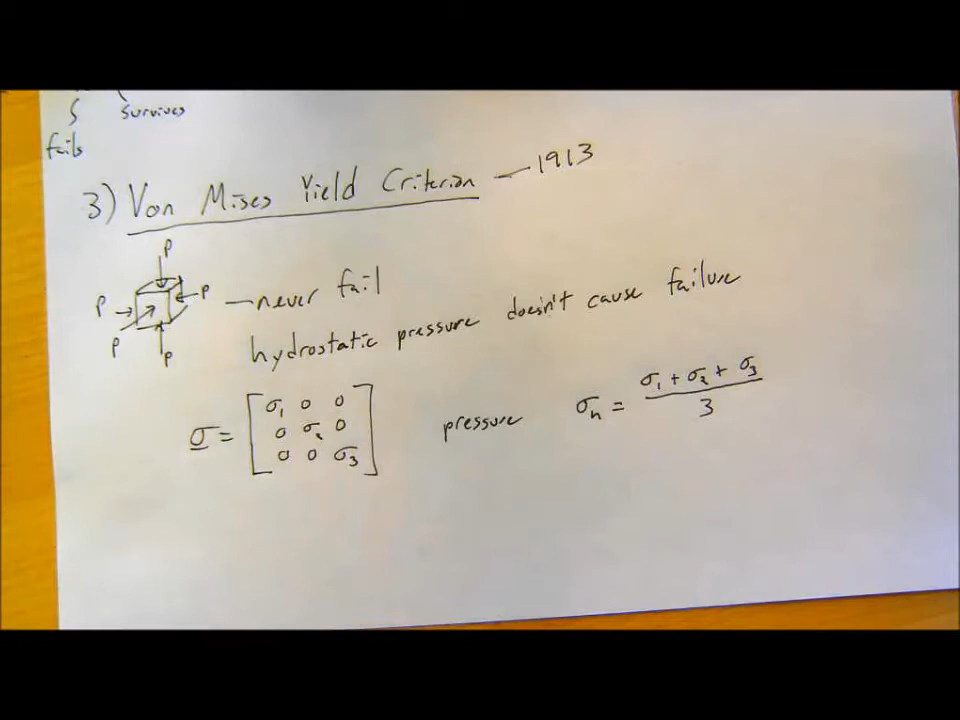 survives
fails
3) Von Mises Yield Criterion — 1913
P
P P — never fail
P P
hydrostatic pressure doesn't cause failure
σ = [σ₁ 0 0
0 σ₂ 0
0 0 σ₃]
pressure σₕ = (σ₁ + σ₂ + σ₃) / 3